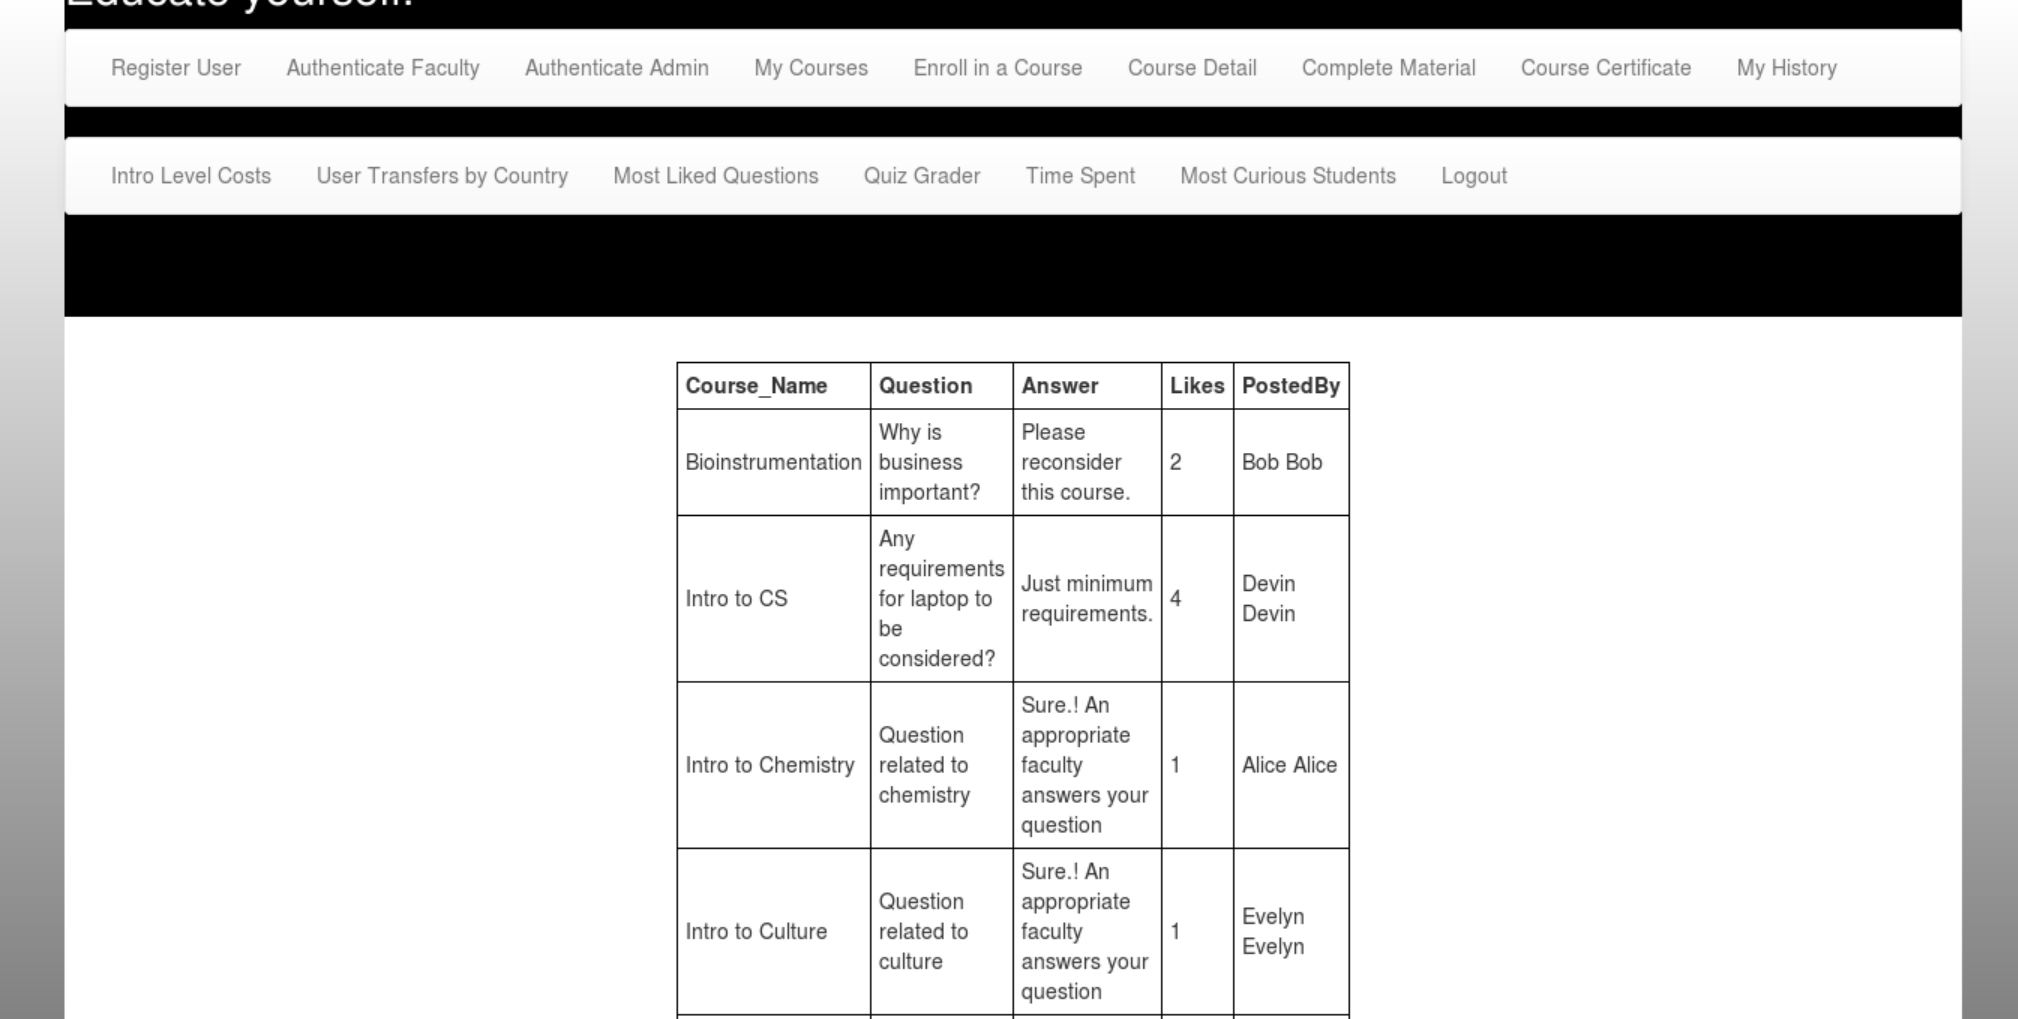 Educate yourself!
Register User Authenticate Faculty Authenticate Admin My Courses Enroll in a Course Course Detail Complete Material Course Certificate My History
Intro Level Costs User Transfers by Country Most Liked Questions Quiz Grader Time Spent Most Curious Students Logout
Course_Name Question Answer Likes PostedBy
Bioinstrumentation
Why is
business
important?
Please
reconsider
this course.
2
Bob Bob
Intro to CS
Any
requirements
for laptop to
be
considered?
Just minimum
requirements.
4
Devin
Devin
Intro to Chemistry
Question
related to
chemistry
Sure.! An
appropriate
faculty
answers your
question
1
Alice Alice
Intro to Culture
Question
related to
culture
Sure.! An
appropriate
faculty
answers your
question
1
Evelyn
Evelyn